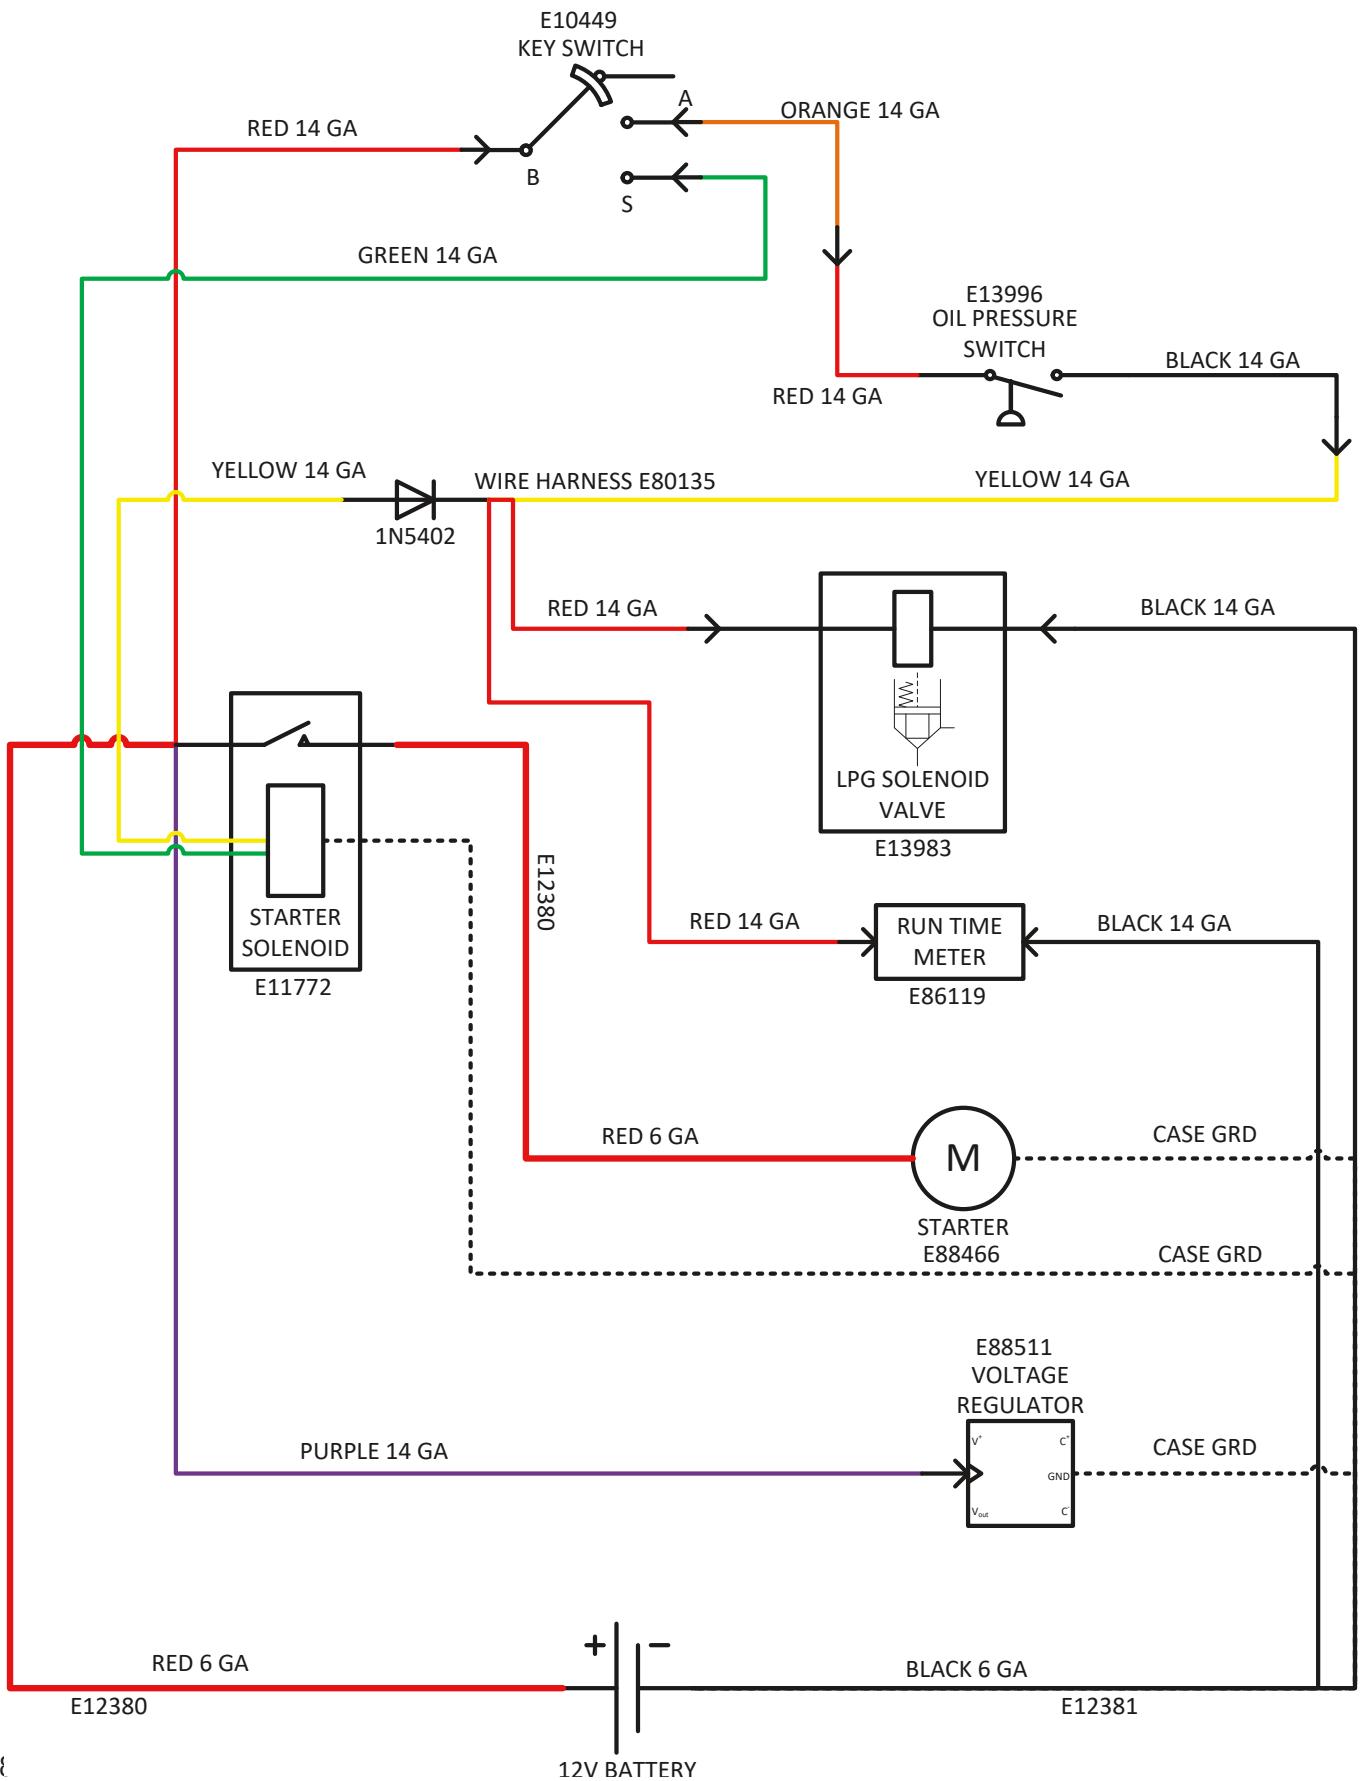 E10449
KEY SWITCH
A
ORANGE 14 GA
RED 14 GA
B
S
GREEN 14 GA
E13996
OIL PRESSURE
SWITCH
BLACK 14 GA
RED 14 GA
YELLOW 14 GA
WIRE HARNESS E80135
YELLOW 14 GA
1N5402
RED 14 GA
BLACK 14 GA
LPG SOLENOID
VALVE
E13983
E12380
STARTER
SOLENOID
E11772
RED 14 GA
RUN TIME
METER
BLACK 14 GA
E86119
RED 6 GA
M
CASE GRD
STARTER
E88466
CASE GRD
E88511
VOLTAGE
REGULATOR
V+
C+
PURPLE 14 GA
GND
CASE GRD
Vout
C-
+
−
RED 6 GA
BLACK 6 GA
E12380
E12381
12V BATTERY